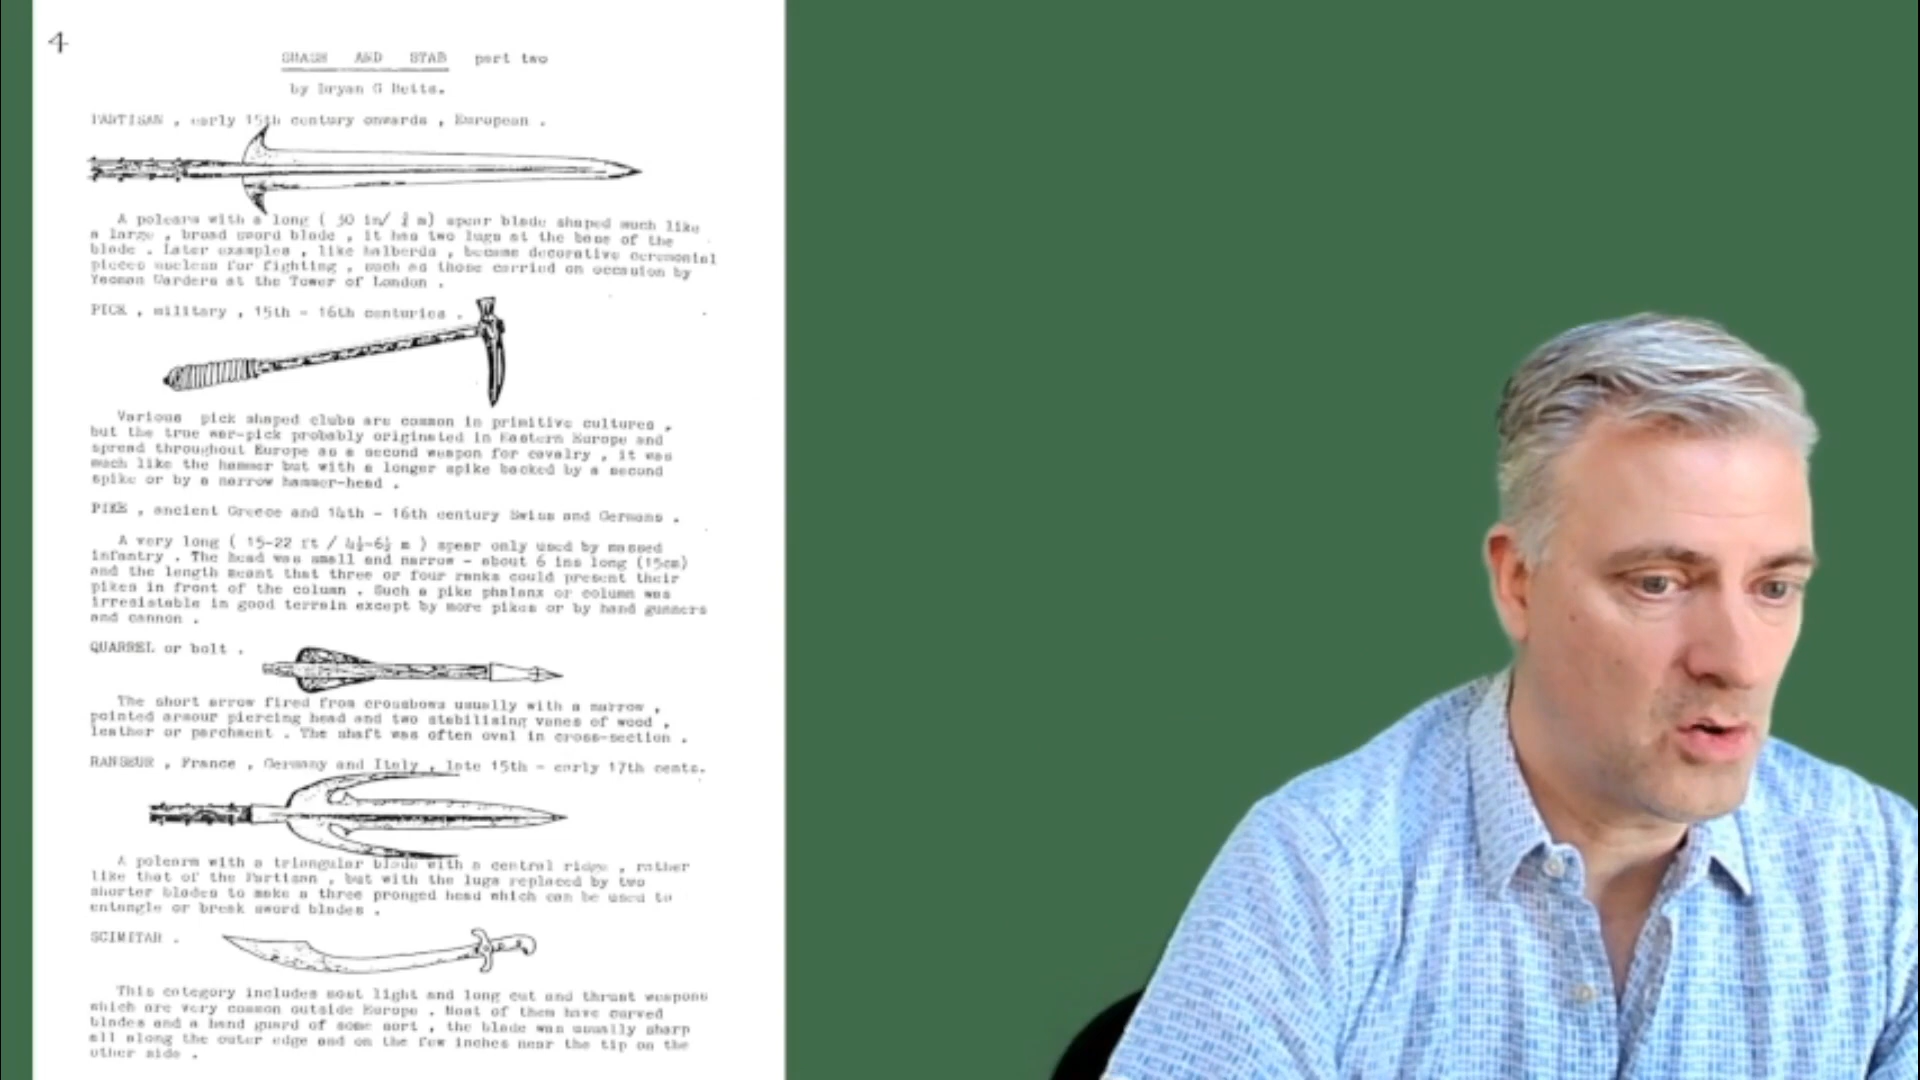 4
SMASH AND STAB part two
by Bryan G Betts.
PARTISAN , early 15th century onwards , European .
A polearm with a long ( 30 in/ ¾ m) spear blade shaped much like
a large , broad sword blade , it has two lugs at the base of the
blade . Later examples , like halberds , became decorative ceremonial
pieces useless for fighting , such as those carried on occasion by
Yeoman Warders at the Tower of London .
PICK , military , 15th - 16th centuries .
Various pick shaped clubs are common in primitive cultures ,
but the true war-pick probably originated in Eastern Europe and
spread throughout Europe as a second weapon for cavalry , it was
much like the hammer but with a longer spike backed by a second
spike or by a narrow hammer-head .
PIKE , ancient Greece and 14th - 16th century Swiss and Germans .
A very long ( 15-22 ft / 4½-6½ m ) spear only used by massed
infantry . The head was small and narrow - about 6 ins long (15cm)
and the length meant that three or four ranks could present their
pikes in front of the column . Such a pike phalanx or column was
irresistable in good terrain except by more pikes or by hand gunners
and cannon .
QUARREL or bolt .
The short arrow fired from crossbows usually with a narrow ,
pointed armour piercing head and two stabilising vanes of wood ,
leather or parchment . The shaft was often oval in cross-section .
RANSEUR , France , Germany and Italy , late 15th - early 17th cents.
A polearm with a triangular blade with a central ridge , rather
like that of the Partisan , but with the lugs replaced by two
shorter blades to make a three pronged head which can be used to
entangle or break sword blades .
SCIMITAR .
This category includes most light and long cut and thrust weapons
which are very common outside Europe . Most of them have curved
blades and a hand guard of some sort , the blade was usually sharp
all along the outer edge and on the few inches near the tip on the
other side .